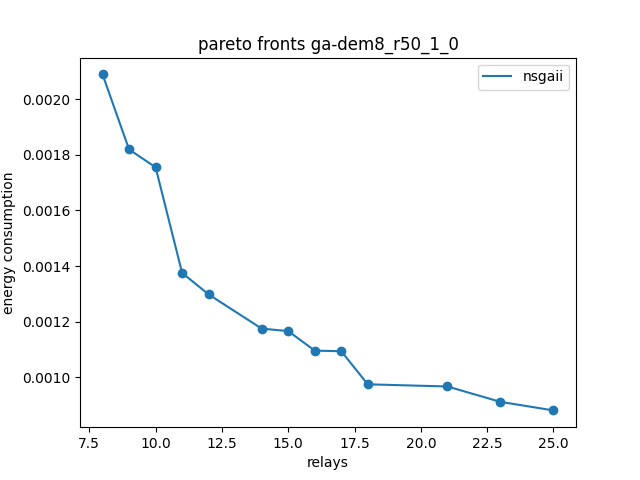 pareto fronts ga-dem8_r50_1_0
nsgaii
energy consumption
0.0020
0.0018
0.0016
0.0014
0.0012
0.0010
7.5 10.0 12.5 15.0 17.5 20.0 22.5 25.0
relays